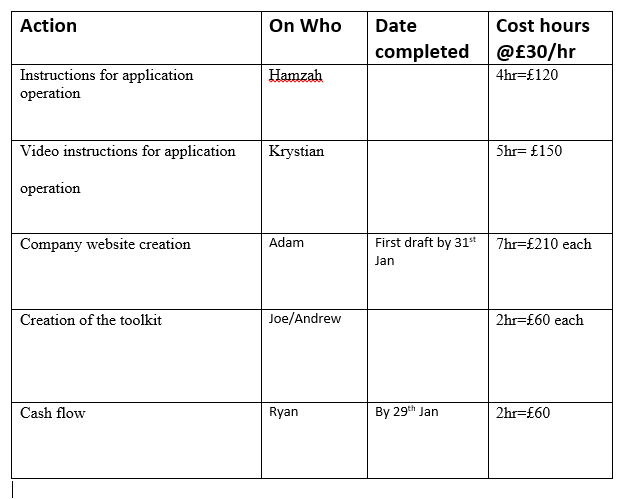 Action On Who Date Cost hours
completed @£30/hr
Instructions for application Hamzah 4hr=£120
operation
Video instructions for application Krystian 5hr= £150
operation
Company website creation Adam First draft by 31st 7hr=£210 each
Jan
Creation of the toolkit Joe/Andrew 2hr=£60 each
Cash flow Ryan By 29th Jan 2hr=£60